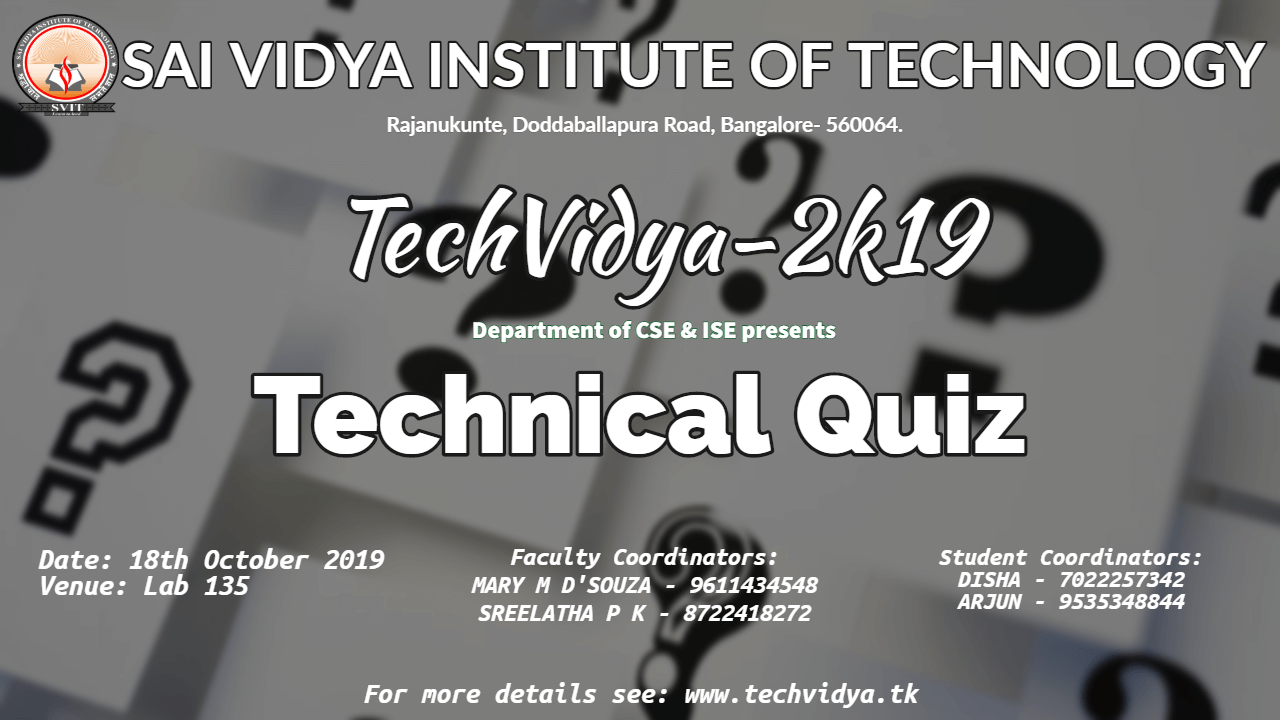 SAI VIDYA INSTITUTE OF TECHNOLOGY
SVIT
Rajanukunte, Doddaballapura Road, Bangalore- 560064.
TechVidya-2k19
Department of CSE & ISE presents
Technical Quiz
Date: 18th October 2019
Venue: Lab 135
Faculty Coordinators:
MARY M D'SOUZA - 9611434548
SREELATHA P K - 8722418272
Student Coordinators:
DISHA - 7022257342
ARJUN - 9535348844
For more details see: www.techvidya.tk